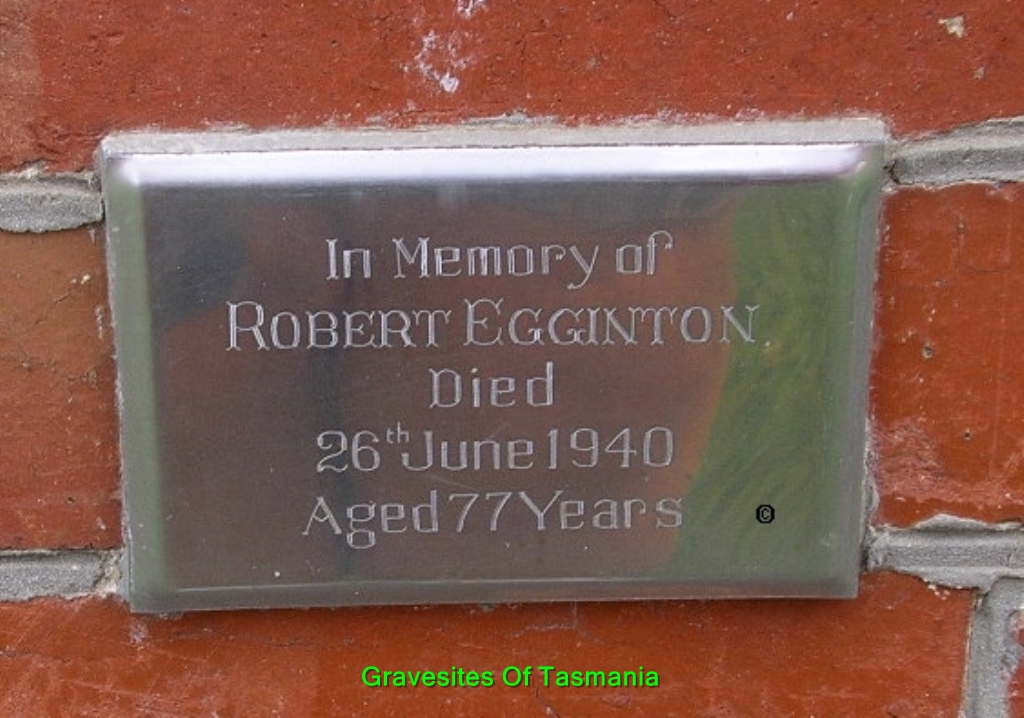 In Memory of
ROBERT EGGINTON
Died
26th June 1940
Aged 77 Years
©
Gravesites Of Tasmania